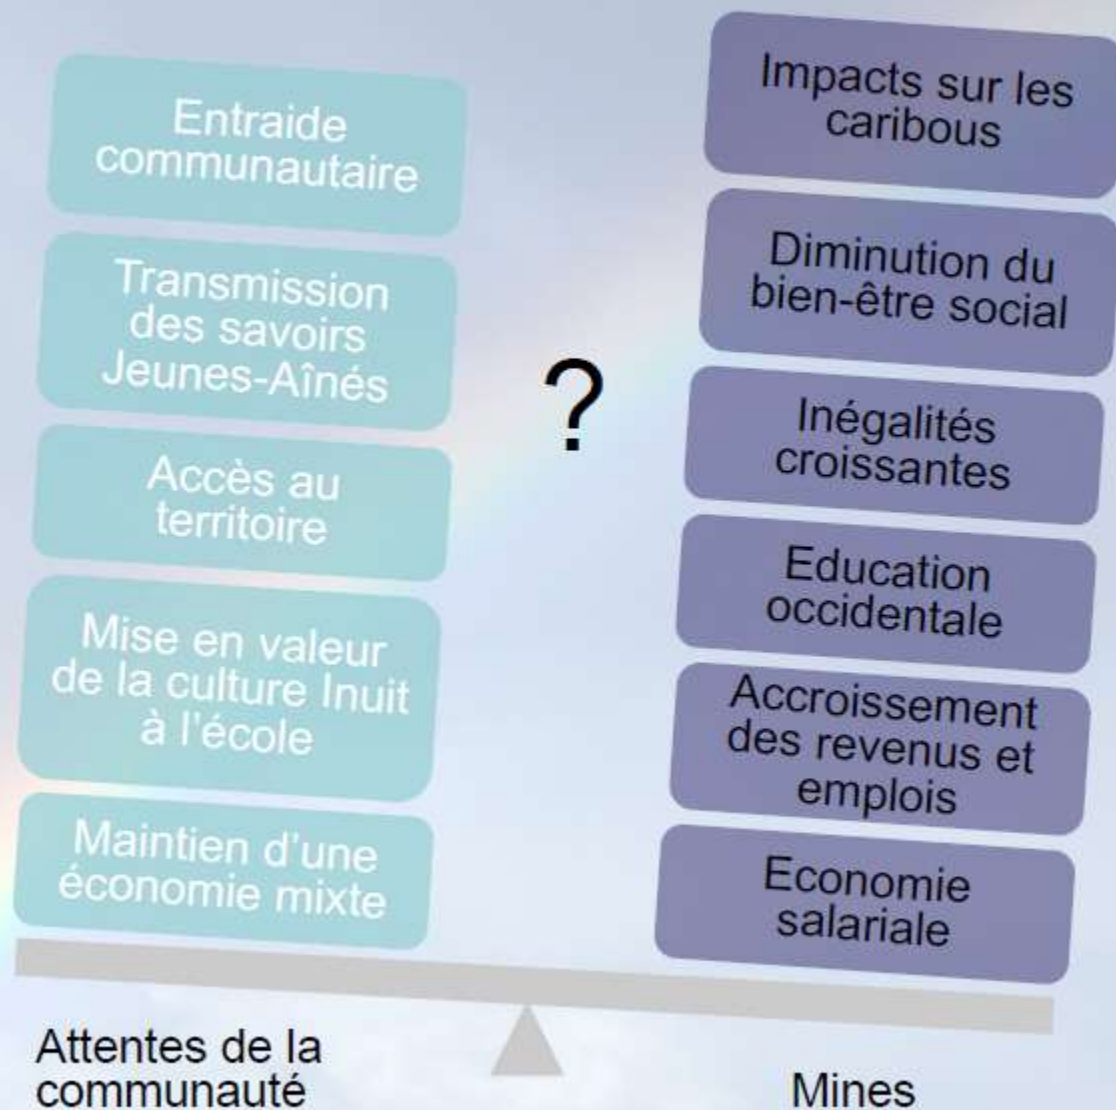 Entraide
communautaire
Transmission
des savoirs
Jeunes-Aînés
Accès au
territoire
Mise en valeur
de la culture Inuit
à l'école
Maintien d'une
économie mixte
Attentes de la
communauté
?
Impacts sur les
caribous
Diminution du
bien-être social
Inégalités
croissantes
Education
occidentale
Accroissement
des revenus et
emplois
Economie
salariale
Mines